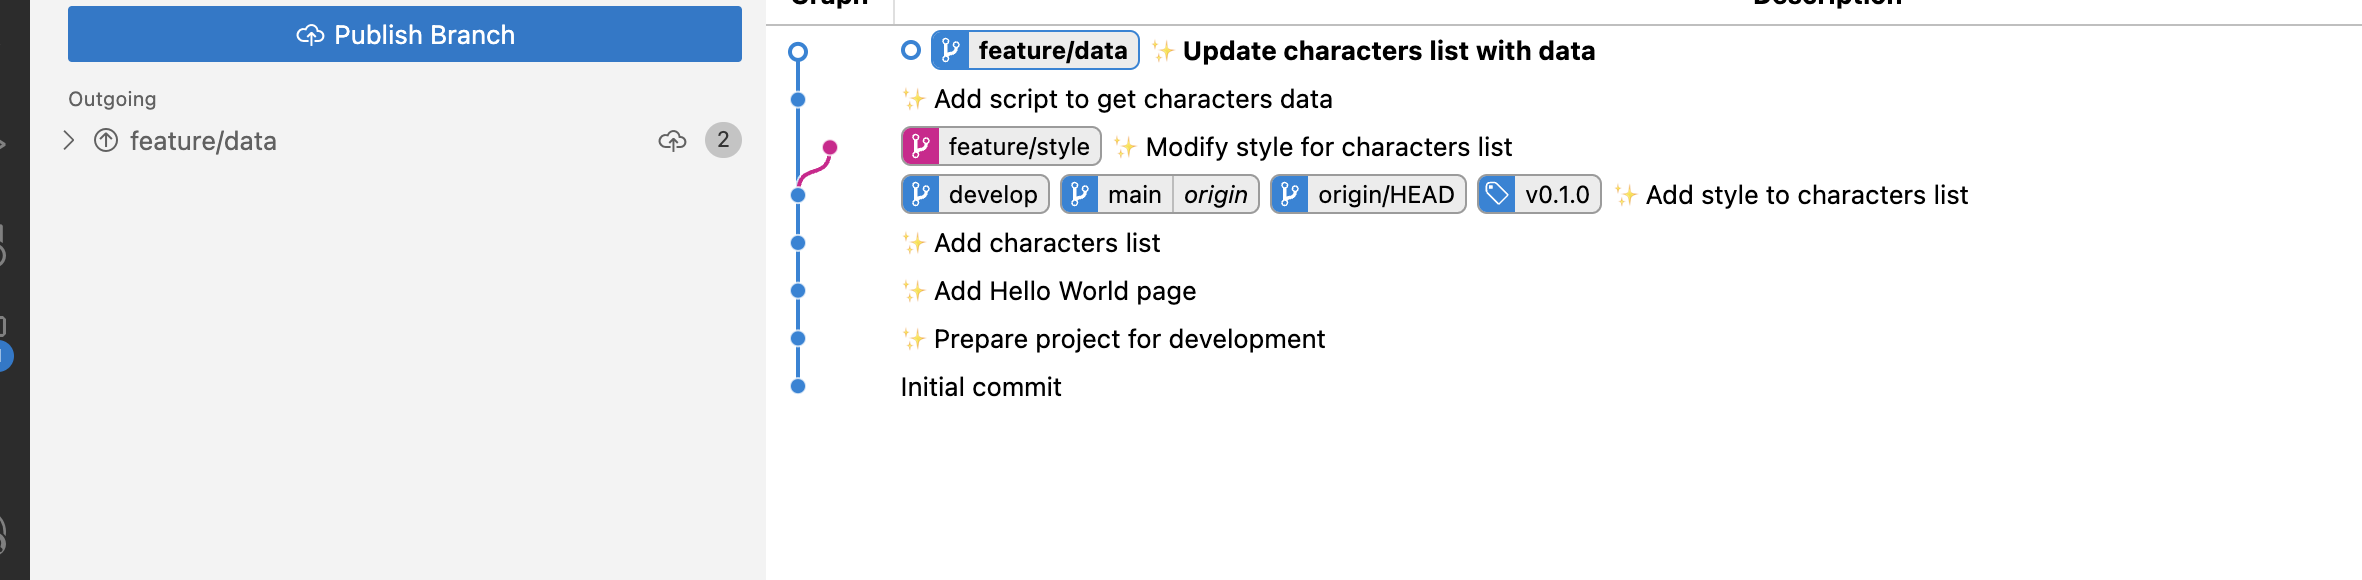 Graph
Description
Publish Branch
Outgoing
feature/data
2
feature/data ✨ Update characters list with data
✨ Add script to get characters data
feature/style ✨ Modify style for characters list
develop main origin origin/HEAD v0.1.0 ✨ Add style to characters list
✨ Add characters list
✨ Add Hello World page
✨ Prepare project for development
Initial commit